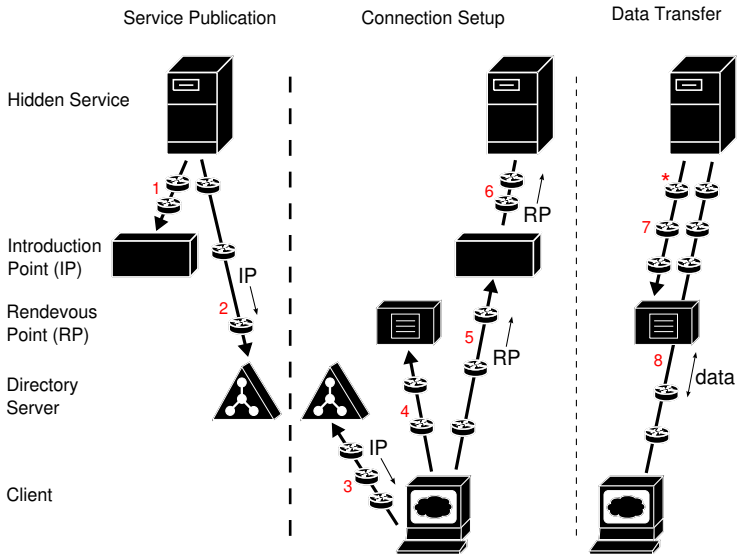 Service Publication
Connection Setup
Data Transfer
Hidden Service
1
6
*
RP
7
Introduction
Point (IP)
IP
Rendevous
Point (RP)
2
5
RP
8
data
Directory
Server
4
IP
3
Client